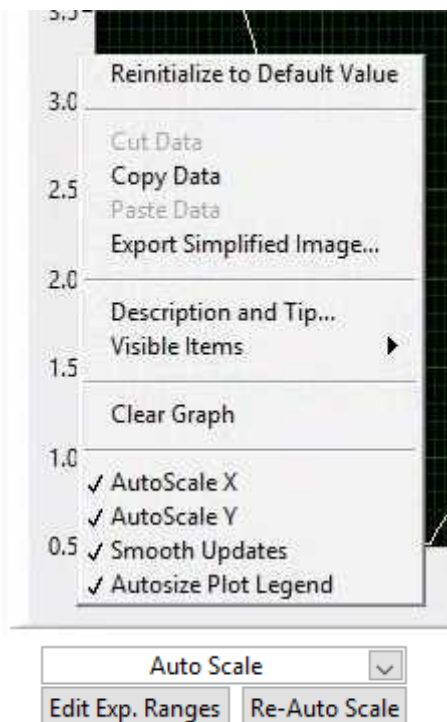 3.5
Reinitialize to Default Value
3.0
Cut Data
Copy Data
2.5
Paste Data
Export Simplified Image...
2.0
Description and Tip...
Visible Items
1.5
Clear Graph
1.0
AutoScale X
AutoScale Y
0.5
Smooth Updates
Autosize Plot Legend
Auto Scale
Edit Exp. Ranges
Re-Auto Scale